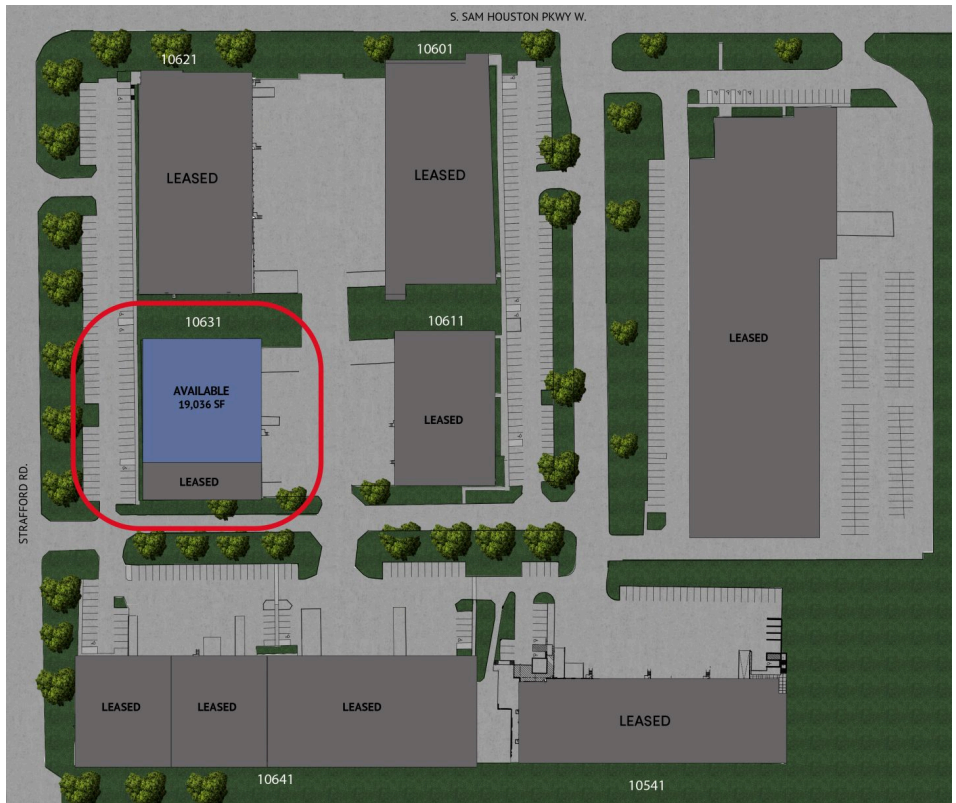 S. SAM HOUSTON PKWY W.
10621
10601
LEASED
LEASED
10631
10611
AVAILABLE
19,036 SF
LEASED
LEASED
LEASED
STRAFFORD RD.
LEASED
LEASED
LEASED
LEASED
10641
10541